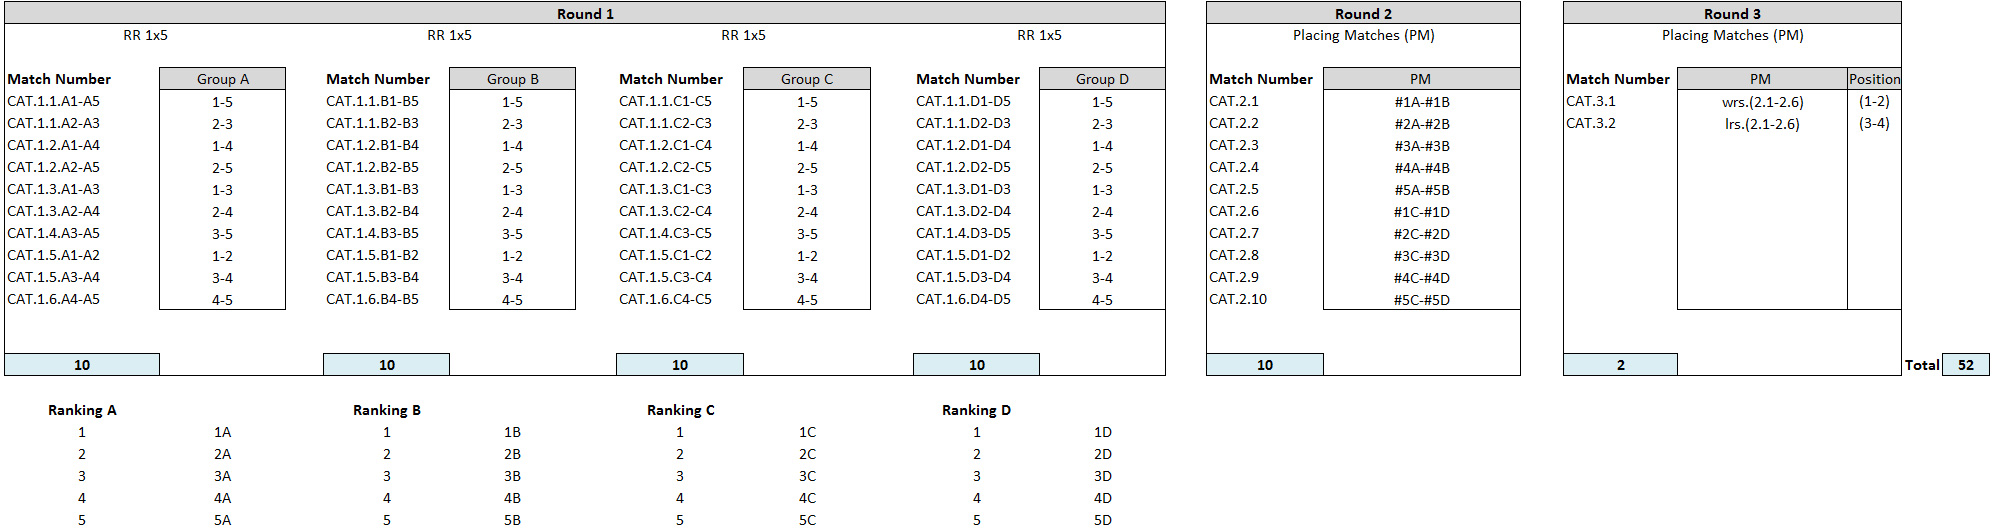 Round 1 Round 2 Round 3
RR 1x5 RR 1x5 RR 1x5 RR 1x5 Placing Matches (PM) Placing Matches (PM)
Match Number Group A Match Number Group B Match Number Group C Match Number Group D Match Number PM Match Number PM Position
CAT.1.1.A1-A5 1-5 CAT.1.1.B1-B5 1-5 CAT.1.1.C1-C5 1-5 CAT.1.1.D1-D5 1-5 CAT.2.1 #1A-#1B CAT.3.1 wrs.(2.1-2.6) (1-2)
CAT.1.1.A2-A3 2-3 CAT.1.1.B2-B3 2-3 CAT.1.1.C2-C3 2-3 CAT.1.1.D2-D3 2-3 CAT.2.2 #2A-#2B CAT.3.2 lrs.(2.1-2.6) (3-4)
CAT.1.2.A1-A4 1-4 CAT.1.2.B1-B4 1-4 CAT.1.2.C1-C4 1-4 CAT.1.2.D1-D4 1-4 CAT.2.3 #3A-#3B
CAT.1.2.A2-A5 2-5 CAT.1.2.B2-B5 2-5 CAT.1.2.C2-C5 2-5 CAT.1.2.D2-D5 2-5 CAT.2.4 #4A-#4B
CAT.1.3.A1-A3 1-3 CAT.1.3.B1-B3 1-3 CAT.1.3.C1-C3 1-3 CAT.1.3.D1-D3 1-3 CAT.2.5 #5A-#5B
CAT.1.3.A2-A4 2-4 CAT.1.3.B2-B4 2-4 CAT.1.3.C2-C4 2-4 CAT.1.3.D2-D4 2-4 CAT.2.6 #1C-#1D
CAT.1.4.A3-A5 3-5 CAT.1.4.B3-B5 3-5 CAT.1.4.C3-C5 3-5 CAT.1.4.D3-D5 3-5 CAT.2.7 #2C-#2D
CAT.1.5.A1-A2 1-2 CAT.1.5.B1-B2 1-2 CAT.1.5.C1-C2 1-2 CAT.1.5.D1-D2 1-2 CAT.2.8 #3C-#3D
CAT.1.5.A3-A4 3-4 CAT.1.5.B3-B4 3-4 CAT.1.5.C3-C4 3-4 CAT.1.5.D3-D4 3-4 CAT.2.9 #4C-#4D
CAT.1.6.A4-A5 4-5 CAT.1.6.B4-B5 4-5 CAT.1.6.C4-C5 4-5 CAT.1.6.D4-D5 4-5 CAT.2.10 #5C-#5D
10 10 10 10 10 2 Total 52
Ranking A Ranking B Ranking C Ranking D
1 1A 1 1B 1 1C 1 1D
2 2A 2 2B 2 2C 2 2D
3 3A 3 3B 3 3C 3 3D
4 4A 4 4B 4 4C 4 4D
5 5A 5 5B 5 5C 5 5D